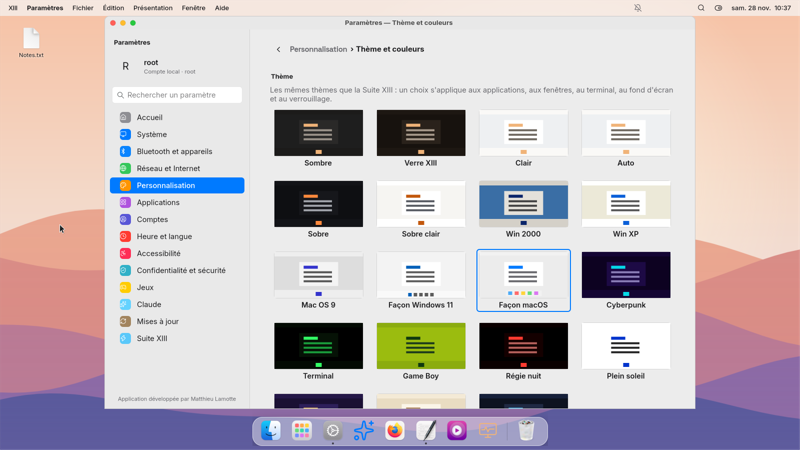 XIII Paramètres Fichier Édition Présentation Fenêtre Aide sam. 28 nov. 10:37
Paramètres — Thème et couleurs
Notes.txt
Paramètres
R
root
Compte local · root
Rechercher un paramètre
Accueil
Système
Bluetooth et appareils
Réseau et Internet
Personnalisation
Applications
Comptes
Heure et langue
Accessibilité
Confidentialité et sécurité
Jeux
Claude
Mises à jour
Suite XIII
Application développée par Matthieu Lamotte
Personnalisation › Thème et couleurs
Thème
Les mêmes thèmes que la Suite XIII : un choix s'applique aux applications, aux fenêtres, au terminal, au fond d'écran
et au verrouillage.
Sombre Verre XIII Clair Auto
Sobre Sobre clair Win 2000 Win XP
Mac OS 9 Façon Windows 11 Façon macOS Cyberpunk
Terminal Game Boy Régie nuit Plein soleil